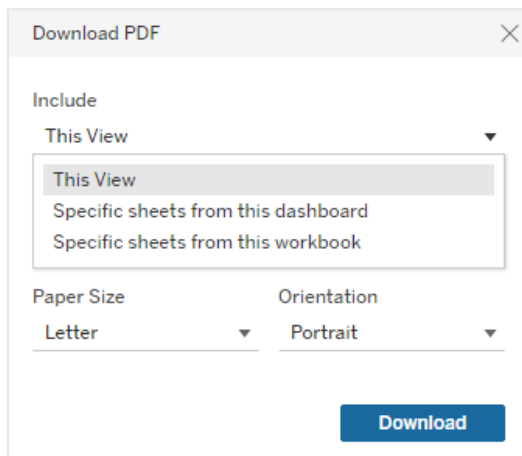 Download PDF
Include
This View
This View
Specific sheets from this dashboard
Specific sheets from this workbook
Paper Size Orientation
Letter Portrait
Download